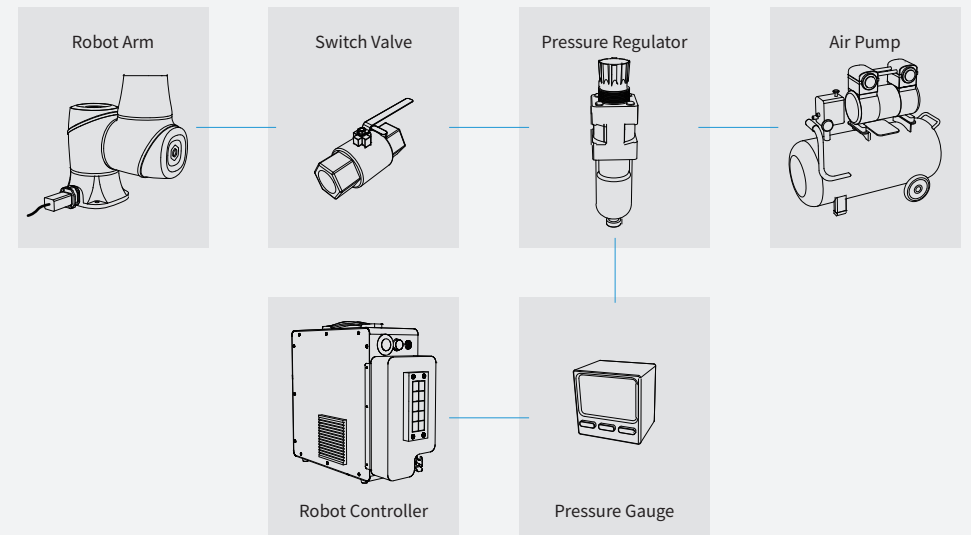 Robot Arm
Switch Valve
Pressure Regulator
Air Pump
Robot Controller
Pressure Gauge